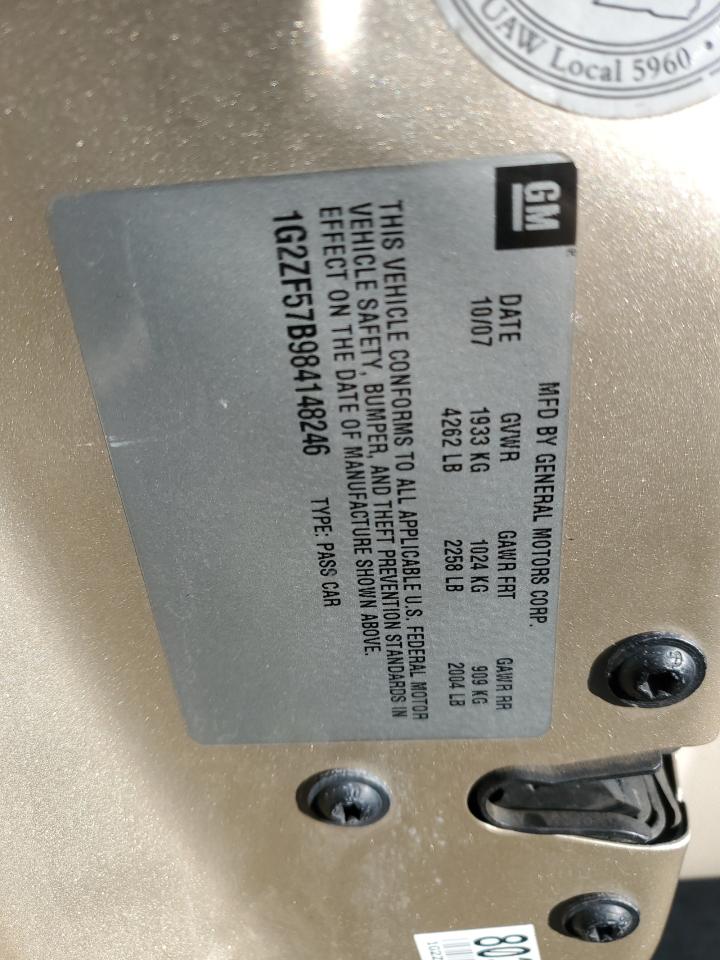 UAW Local 5960 •
GM
MFD BY GENERAL MOTORS CORP.
DATE GVWR GAWR FRT GAWR RR
10/07 1933 KG 1024 KG 909 KG
4262 LB 2258 LB 2004 LB
THIS VEHICLE CONFORMS TO ALL APPLICABLE U.S. FEDERAL MOTOR
VEHICLE SAFETY, BUMPER, AND THEFT PREVENTION STANDARDS IN
EFFECT ON THE DATE OF MANUFACTURE SHOWN ABOVE.
1G2ZF57B984148246 TYPE: PASS CAR